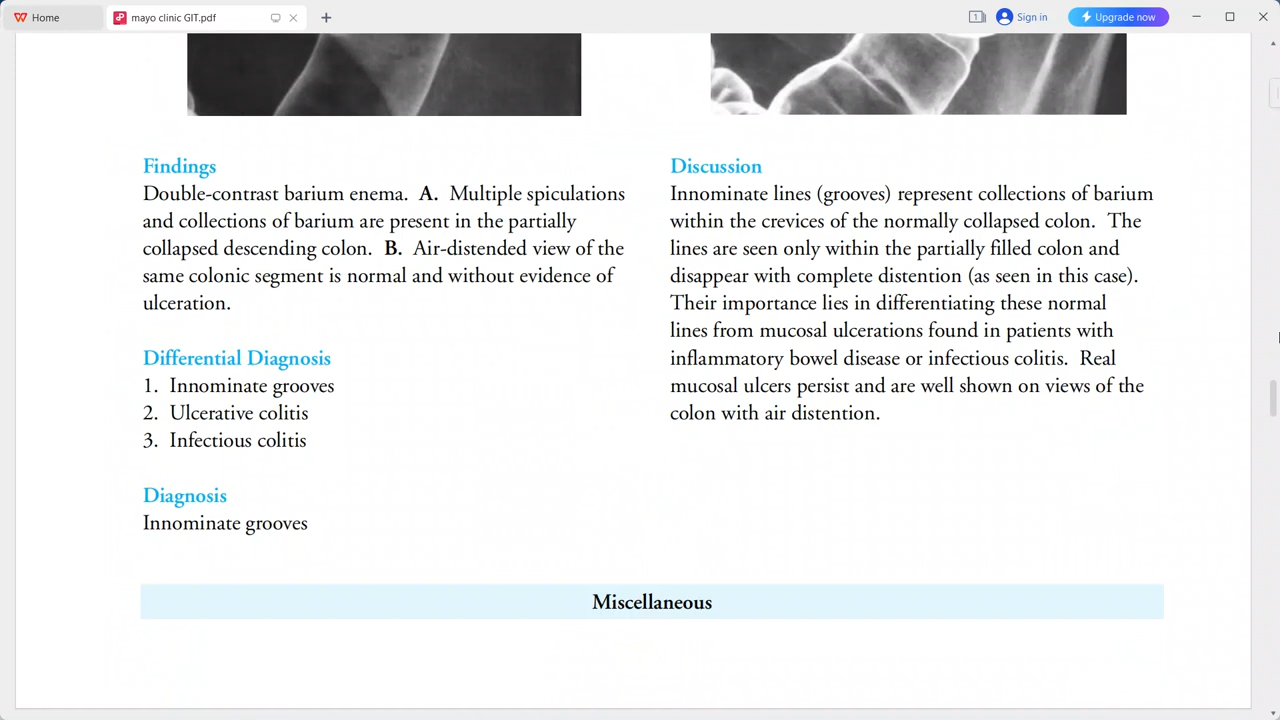 Home
mayo clinic GIT.pdf
1
Sign in
Upgrade now
Findings
Double-contrast barium enema. A. Multiple spiculations
and collections of barium are present in the partially
collapsed descending colon. B. Air-distended view of the
same colonic segment is normal and without evidence of
ulceration.
Differential Diagnosis
1. Innominate grooves
2. Ulcerative colitis
3. Infectious colitis
Diagnosis
Innominate grooves
Discussion
Innominate lines (grooves) represent collections of barium
within the crevices of the normally collapsed colon. The
lines are seen only within the partially filled colon and
disappear with complete distention (as seen in this case).
Their importance lies in differentiating these normal
lines from mucosal ulcerations found in patients with
inflammatory bowel disease or infectious colitis. Real
mucosal ulcers persist and are well shown on views of the
colon with air distention.
Miscellaneous